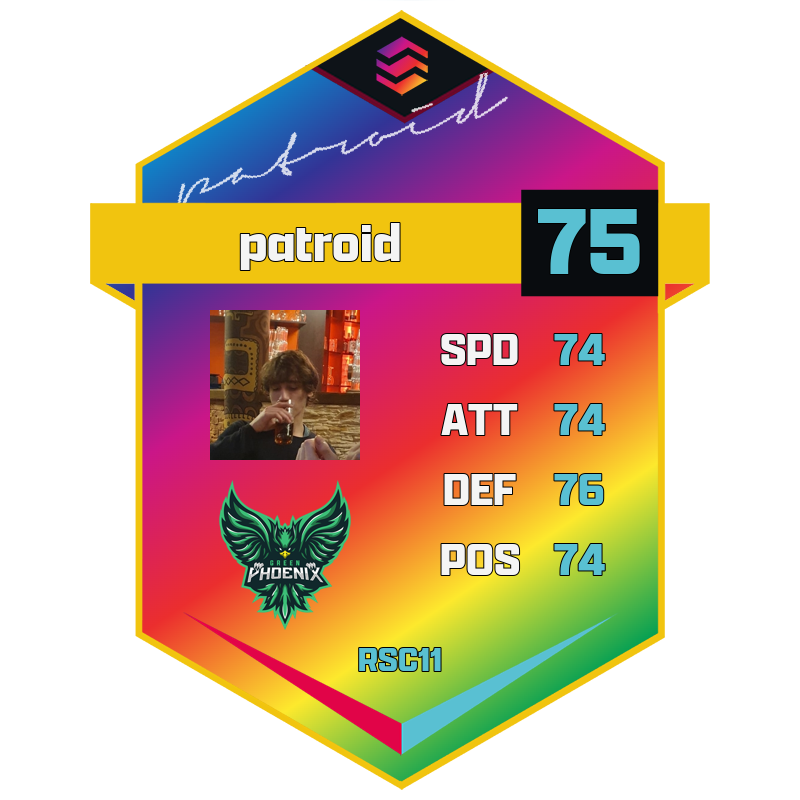 patroid
patroid
75
SPD 74
ATT 74
DEF 76
POS 74
GREEN
PHOENIX
RSC11